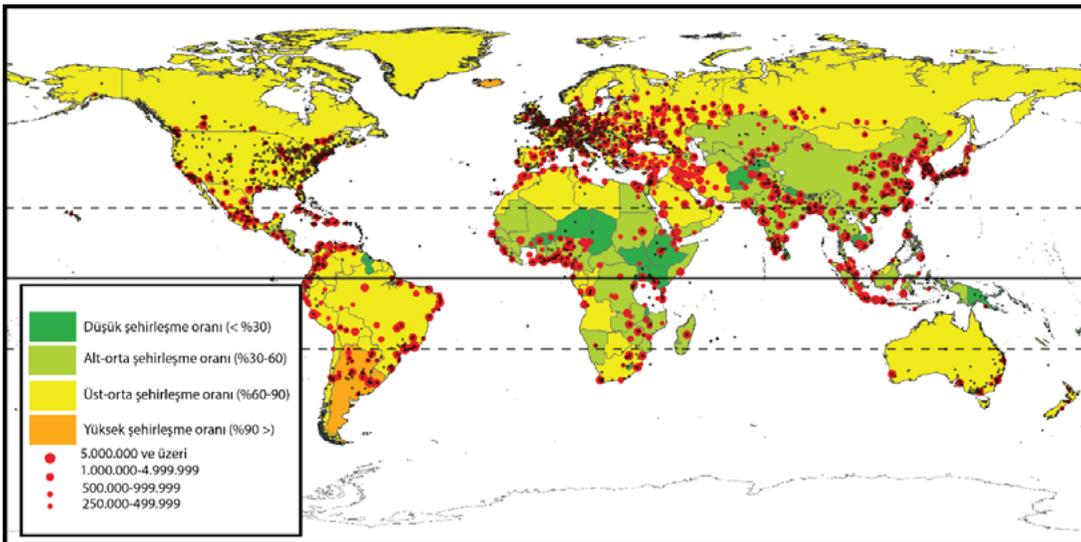 Düşük şehirleşme oranı (< %30)
Alt-orta şehirleşme oranı (%30-60)
Üst-orta şehirleşme oranı (%60-90)
Yüksek şehirleşme oranı (%90 >)
5.000.000 ve üzeri
1.000.000-4.999.999
500.000-999.999
250.000-499.999